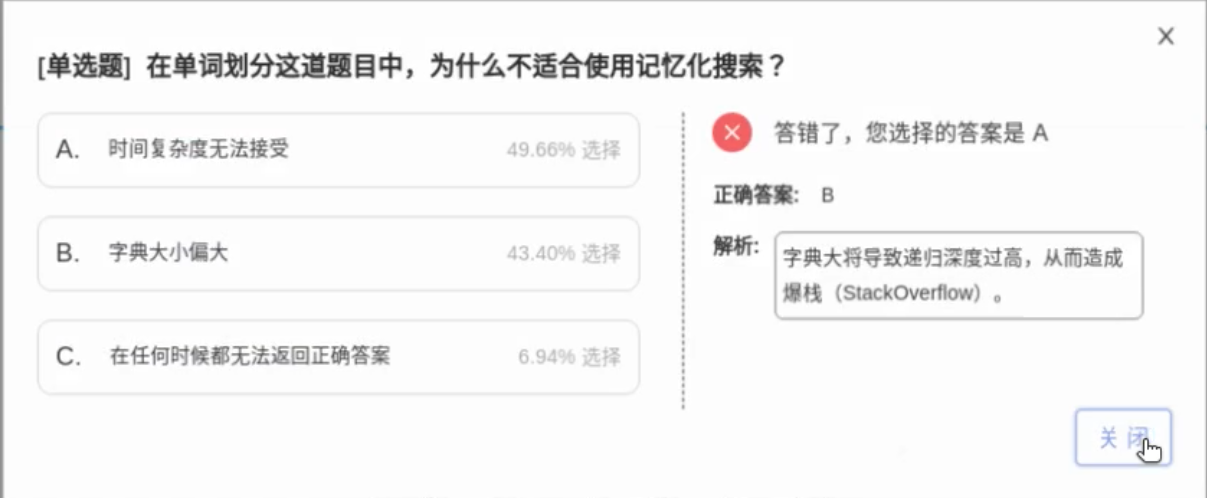 [单选题] 在单词划分这道题目中，为什么不适合使用记忆化搜索？
A. 时间复杂度无法接受 49.66% 选择
B. 字典大小偏大 43.40% 选择
C. 在任何时候都无法返回正确答案 6.94% 选择
答错了，您选择的答案是 A
正确答案: B
解析: 字典大将导致递归深度过高，从而造成
爆栈（StackOverflow）。
关 闭